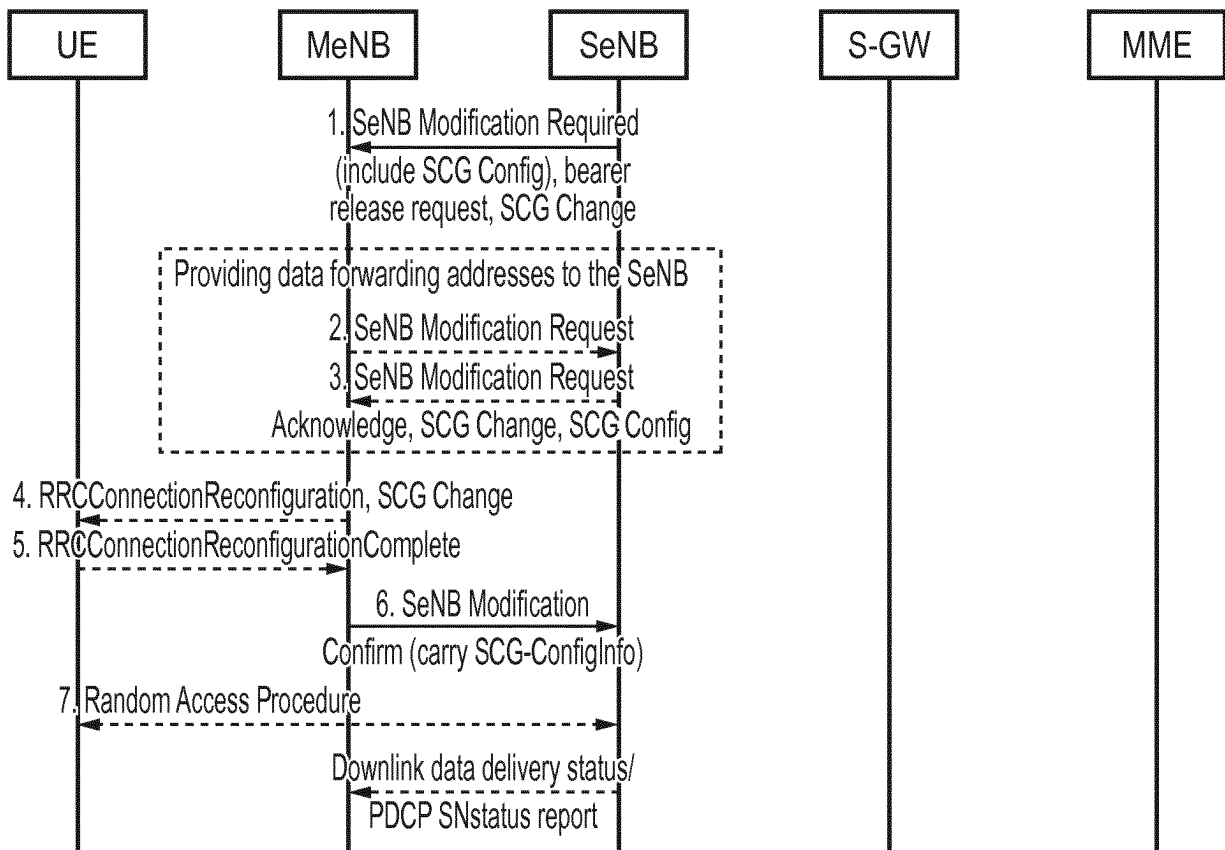 UE
MeNB
SeNB
S-GW
MME
1. SeNB Modification Required
(include SCG Config), bearer
release request, SCG Change
Providing data forwarding addresses to the SeNB
2. SeNB Modification Request
3. SeNB Modification Request
Acknowledge, SCG Change, SCG Config
4. RRCConnectionReconfiguration, SCG Change
5. RRCConnectionReconfigurationComplete
6. SeNB Modification
Confirm (carry SCG-ConfigInfo)
7. Random Access Procedure
Downlink data delivery status/
PDCP SNstatus report